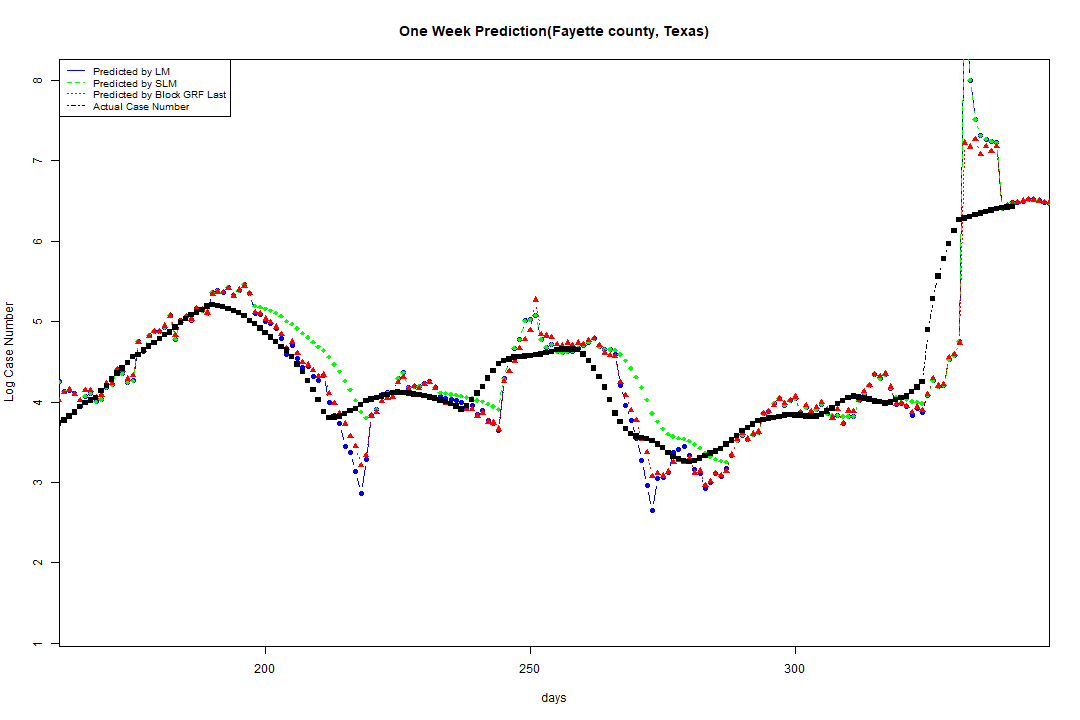 One Week Prediction(Fayette county, Texas)
Predicted by LM
Predicted by SLM
Predicted by Block GRF Last
Actual Case Number
8
7
6
5
4
3
2
1
Log Case Number
200 250 300
days